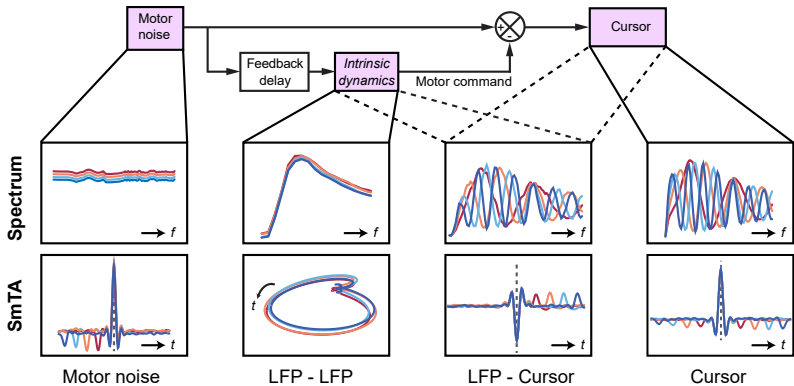 Motor
noise
+
-
Cursor
Feedback
delay
Intrinsic
dynamics
Motor command
Spectrum
f
f
f
f
SmTA
t
t
t
t
Motor noise
LFP - LFP
LFP - Cursor
Cursor